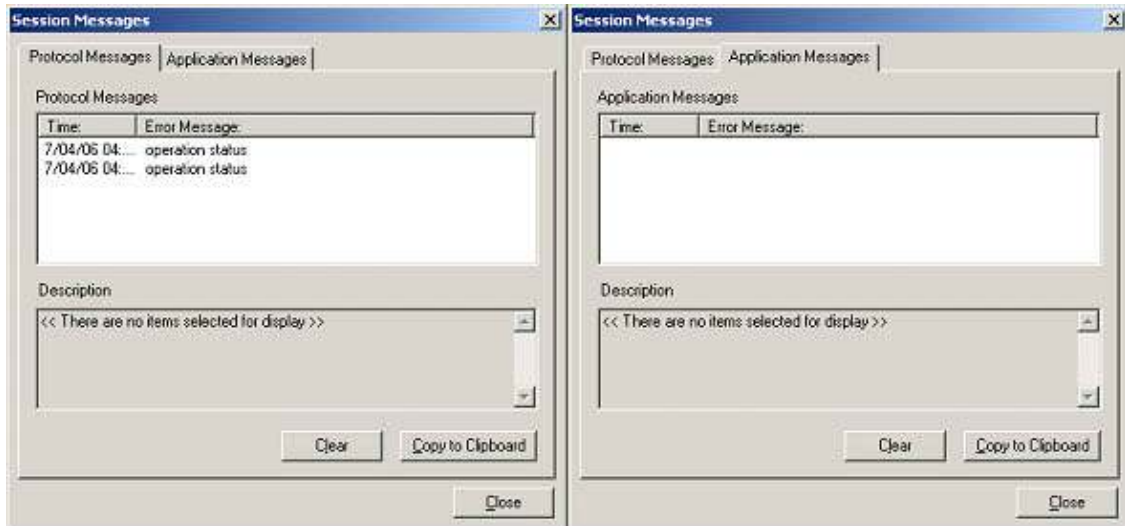 Session Messages
Protocol Messages Application Messages
Protocol Messages
Time: Error Message:
7/04/06 04:... operation status
7/04/06 04:... operation status
Description
<< There are no items selected for display >>
Clear Copy to Clipboard
Close
Session Messages
Protocol Messages Application Messages
Application Messages
Time: Error Message:
Description
<< There are no items selected for display >>
Clear Copy to Clipboard
Close